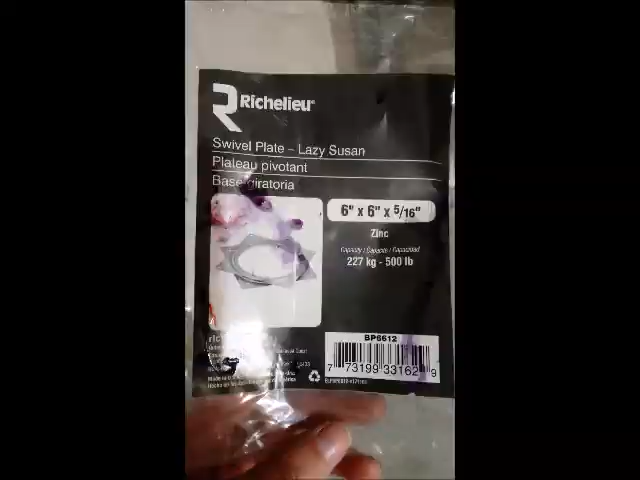 Richelieu
Swivel Plate – Lazy Susan
Plateau pivotant
Base giratoria
6" x 6" x 5/16"
Zinc
Capacity / Capacité / Capacidad
227 kg - 500 lb
BP6612
7 73199 33162 9